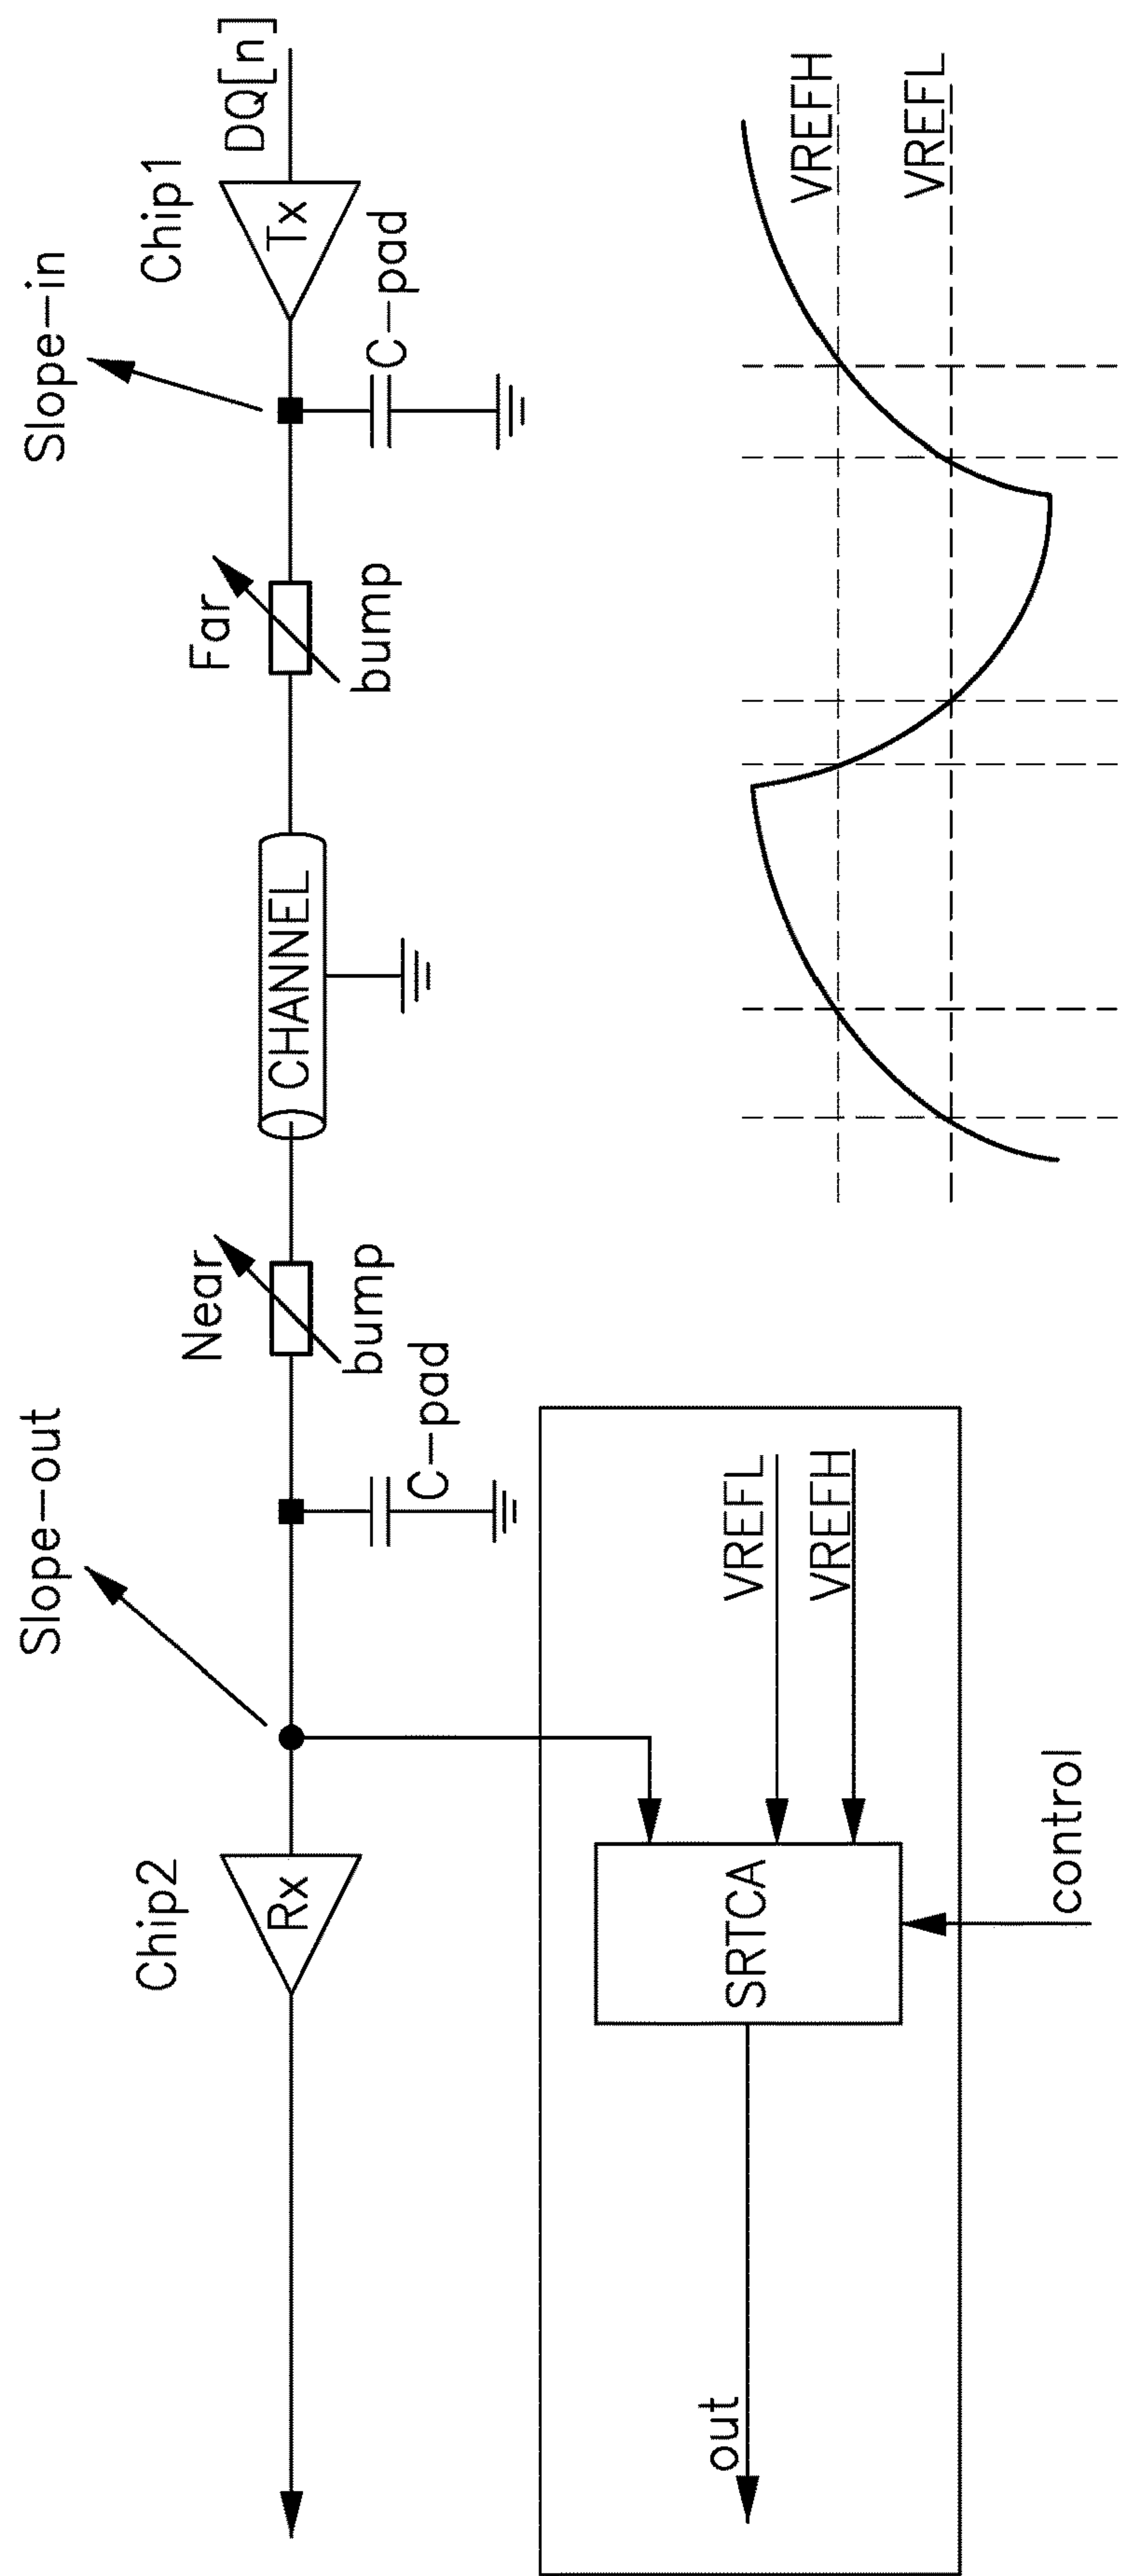 Slope-out
Slope-in
Chip2
Chip1
Rx
Near
bump
CHANNEL
Far
bump
Tx
DQ[n]
C-pad
C-pad
out
SRTCA
VREFL
VREFH
control
VREFH
VREFL